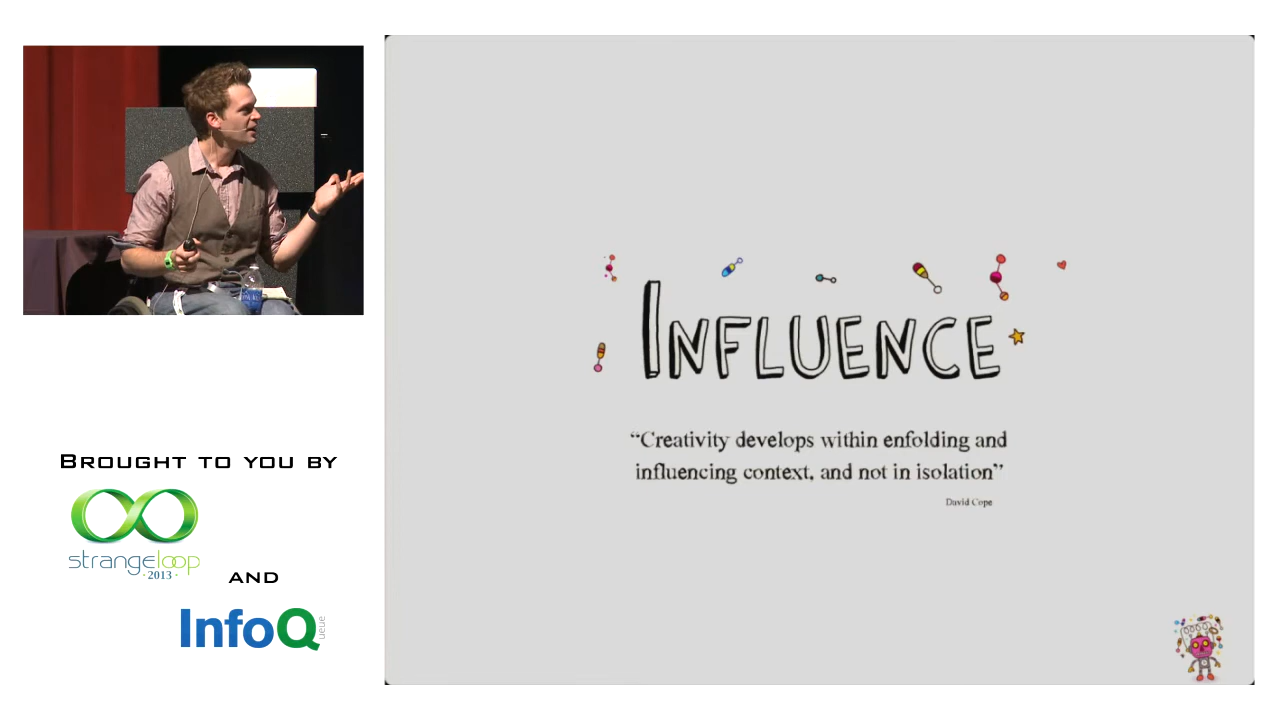 INFLUENCE
“Creativity develops within enfolding and
influencing context, and not in isolation”
David Cope
BROUGHT TO YOU BY
strangeloop
·2013·
AND
InfoQ
ueue